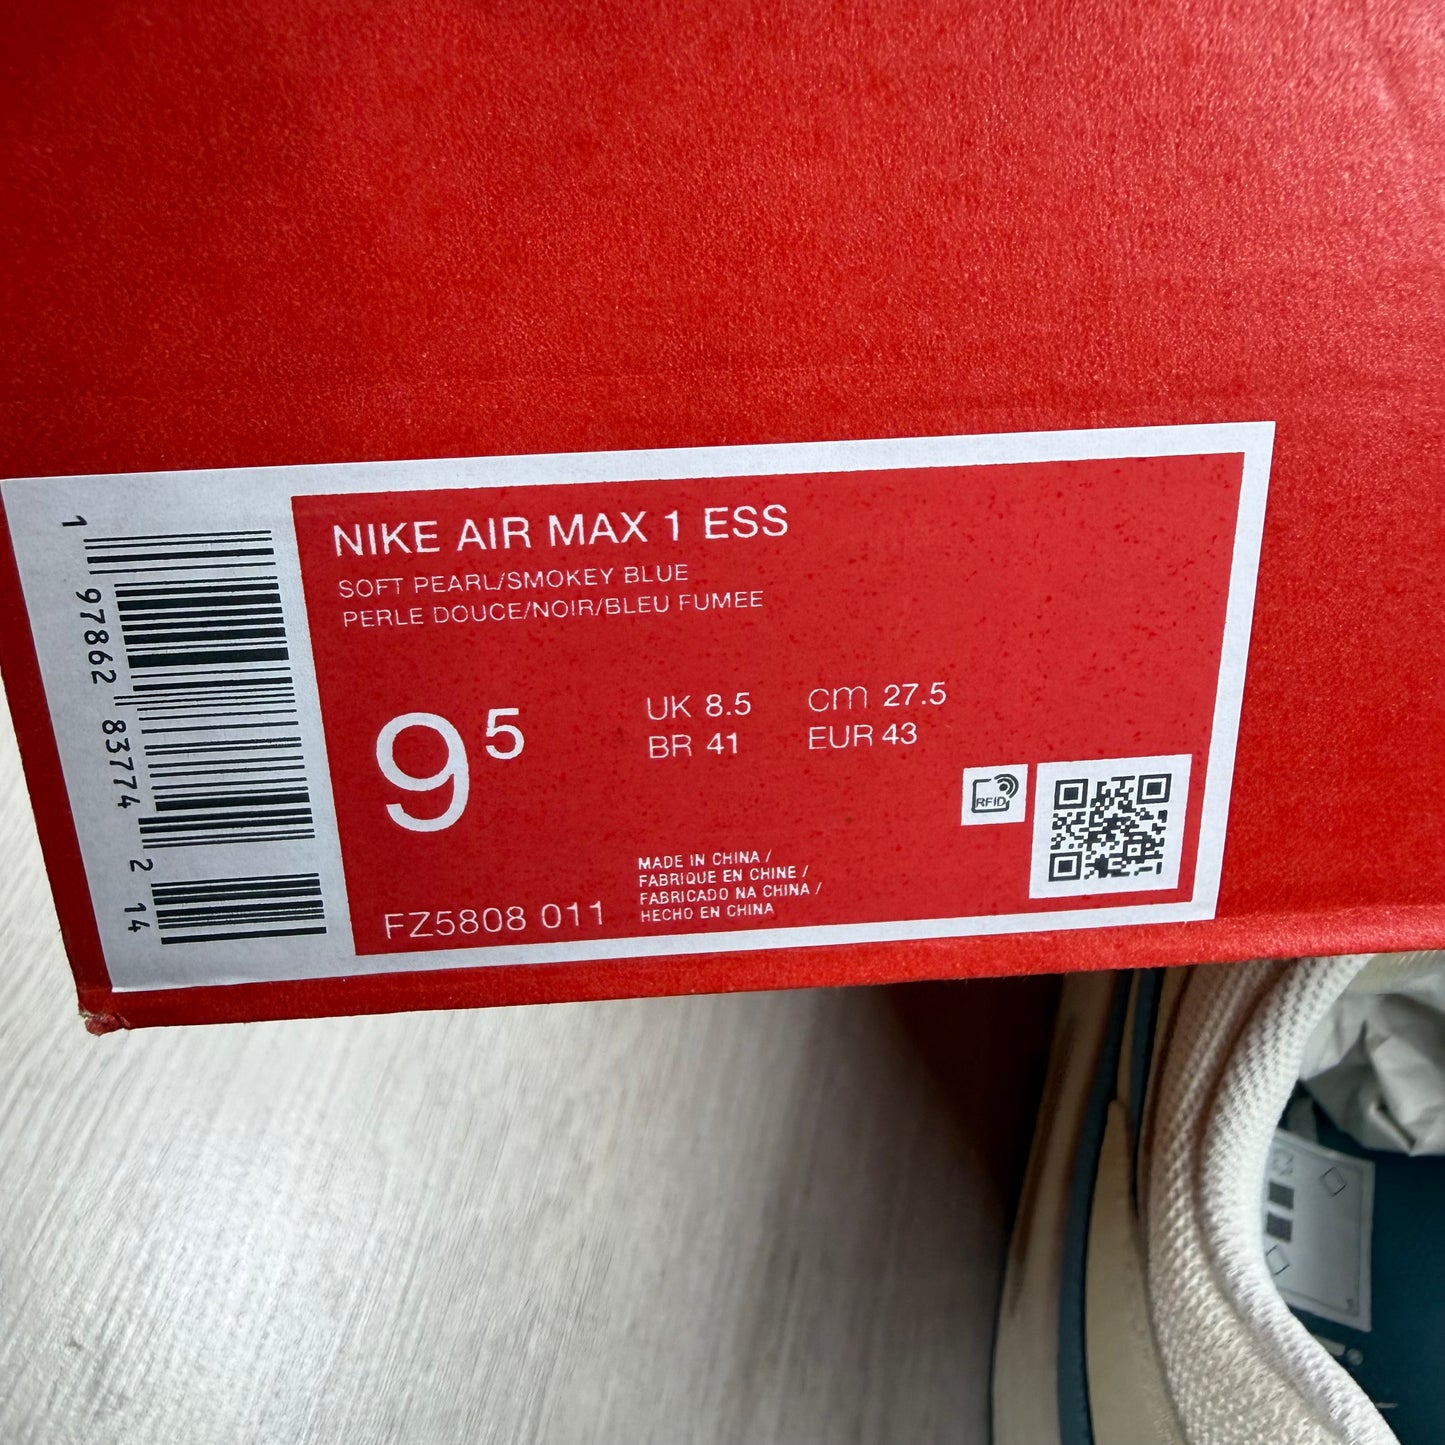 NIKE AIR MAX 1 ESS
SOFT PEARL/SMOKEY BLUE
PERLE DOUCE/NOIR/BLEU FUMEE
9 5
UK 8.5
cm 27.5
BR 41
EUR 43
RFID
MADE IN CHINA /
FABRIQUE EN CHINE /
FABRICADO NA CHINA /
HECHO EN CHINA
FZ5808 011
1 97862 83774 2 14